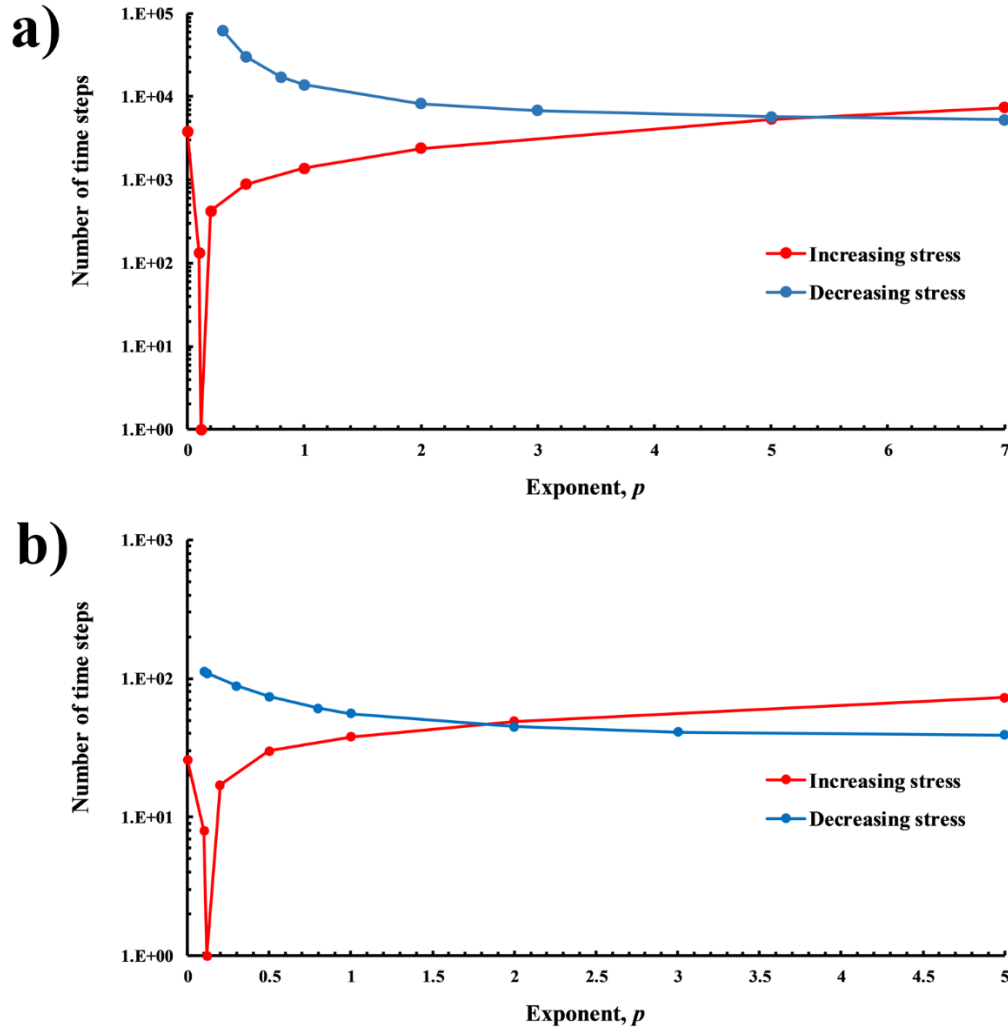 a)
1.E+05
1.E+04
1.E+03
1.E+02
1.E+01
1.E+00
Number of time steps
Increasing stress
Decreasing stress
0 1 2 3 4 5 6 7
Exponent, p
b)
1.E+03
1.E+02
1.E+01
1.E+00
Number of time steps
Increasing stress
Decreasing stress
0 0.5 1 1.5 2 2.5 3 3.5 4 4.5 5
Exponent, p